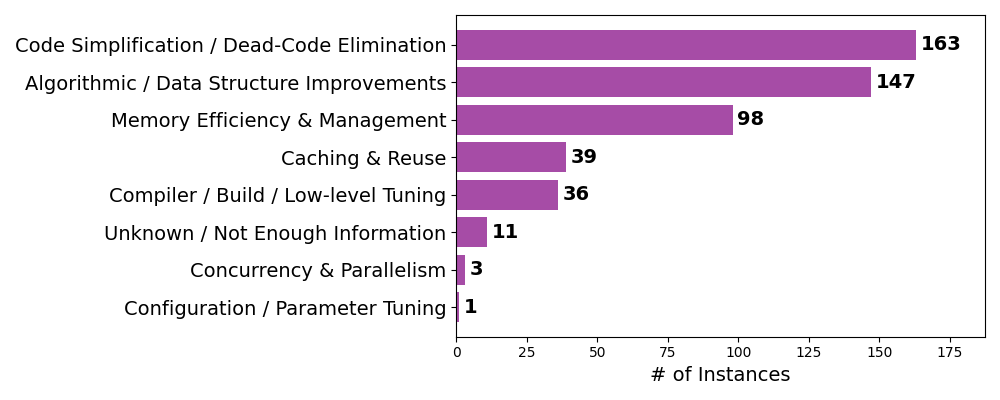 Code Simplification / Dead-Code Elimination 163
Algorithmic / Data Structure Improvements 147
Memory Efficiency & Management 98
Caching & Reuse 39
Compiler / Build / Low-level Tuning 36
Unknown / Not Enough Information 11
Concurrency & Parallelism 3
Configuration / Parameter Tuning 1
0 25 50 75 100 125 150 175
# of Instances